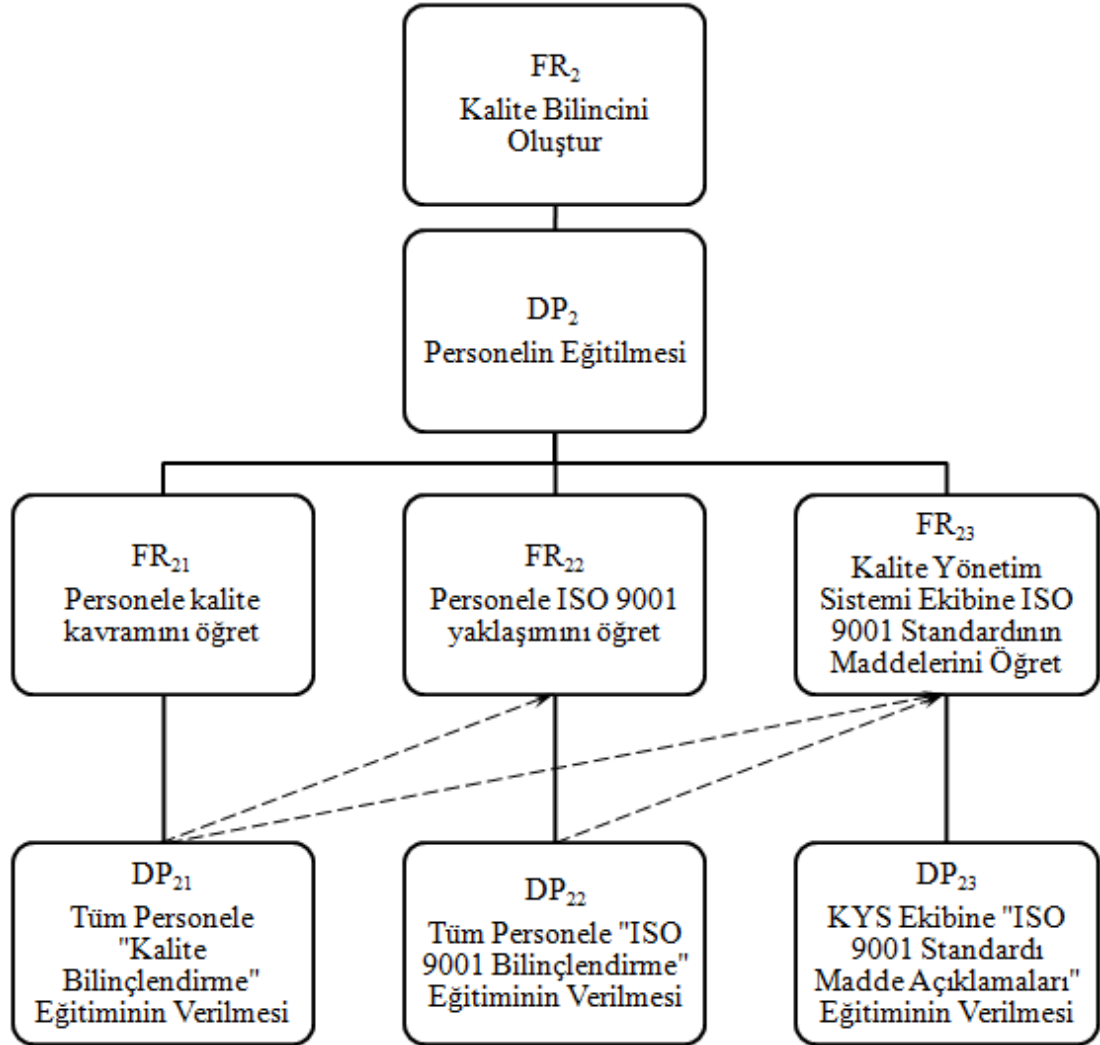 FR₂
Kalite Bilincini
Oluştur
DP₂
Personelin Eğitilmesi
FR₂₁
Personele kalite
kavramını öğret
FR₂₂
Personele ISO 9001
yaklaşımını öğret
FR₂₃
Kalite Yönetim
Sistemi Ekibine ISO
9001 Standardının
Maddelerini Öğret
DP₂₁
Tüm Personele
"Kalite
Bilinçlendirme"
Eğitiminin Verilmesi
DP₂₂
Tüm Personele "ISO
9001 Bilinçlendirme"
Eğitiminin Verilmesi
DP₂₃
KYS Ekibine "ISO
9001 Standardı
Madde Açıklamaları"
Eğitiminin Verilmesi